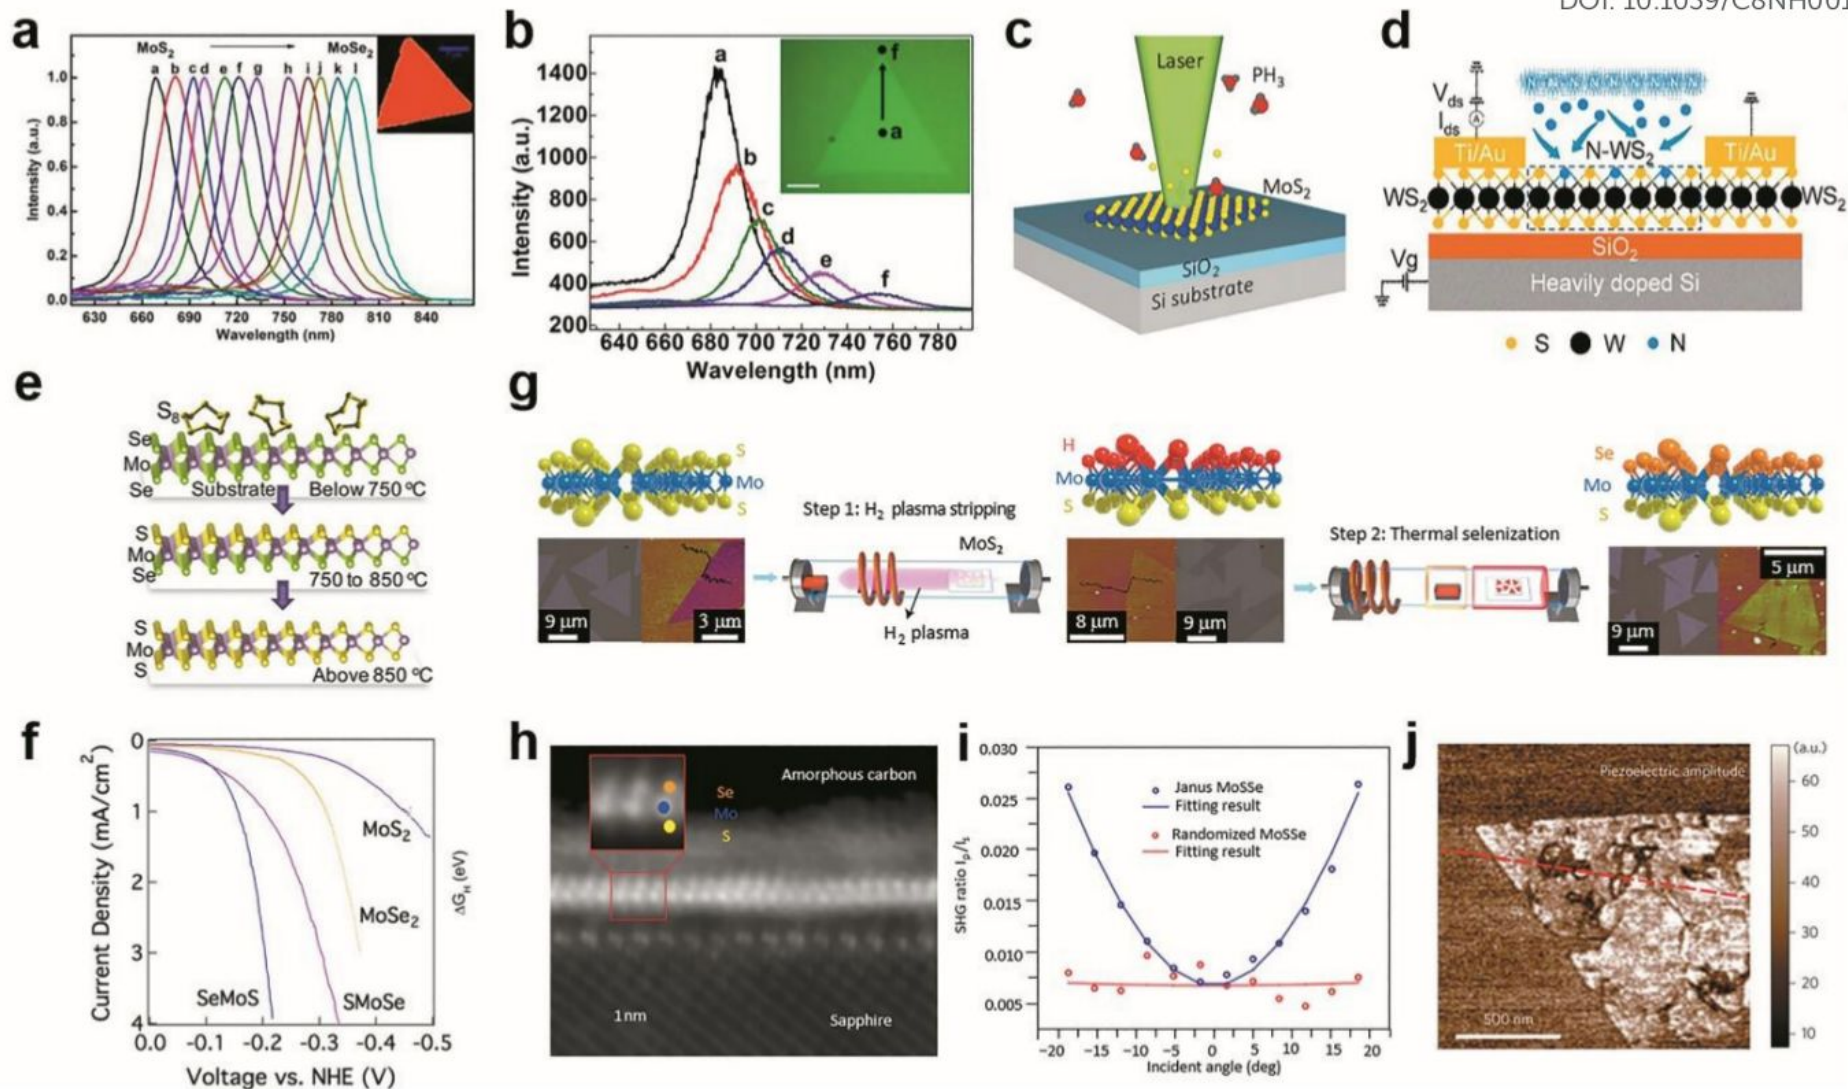 DOI: 10.1039/C8NH001
a
MoS2 MoSe2
a b c d e f g h i j k l
1.0
0.8
0.6
0.4
0.2
0.0
Intensity (a.u.)
630 660 690 720 750 780 810 840
Wavelength (nm)
b
1400
1200
1000
800
600
400
200
Intensity (a.u.)
a
b
c
d
e
f
f
a
640 660 680 700 720 740 760 780
Wavelength (nm)
c
Laser
PH3
MoS2
SiO2
Si substrate
d
N N N N N N
Vds
Ids
A
Ti/Au
N-WS2
Ti/Au
WS2
WS2
SiO2
Vg
Heavily doped Si
S W N
e
S8
Se
Mo
Se
Substrate
Below 750 ºC
S
Mo
Se
750 to 850ºC
S
Mo
S
Above 850 ºC
g
S
Mo
S
Step 1: H2 plasma stripping
MoS2
H2 plasma
9 μm
3 μm
H
Mo
S
8 μm
9 μm
Step 2: Thermal selenization
Se
Mo
S
9 μm
5 μm
f
0
1
2
3
4
Current Density (mA/cm2)
MoS2
MoSe2
SeMoS
SMoSe
ΔGH (eV)
0.0 -0.1 -0.2 -0.3 -0.4 -0.5
Voltage vs. NHE (V)
h
Amorphous carbon
Se
Mo
S
1nm
Sapphire
i
0.030
0.025
0.020
0.015
0.010
0.005
SHG ratio Ip/Is
Janus MoSSe
Fitting result
Randomized MoSSe
Fitting result
−20 −15 −10 −5 0 5 10 15 20
Incident angle (deg)
j
Piezoelectric amplitude
500 nm
(a.u.)
60
50
40
30
20
10